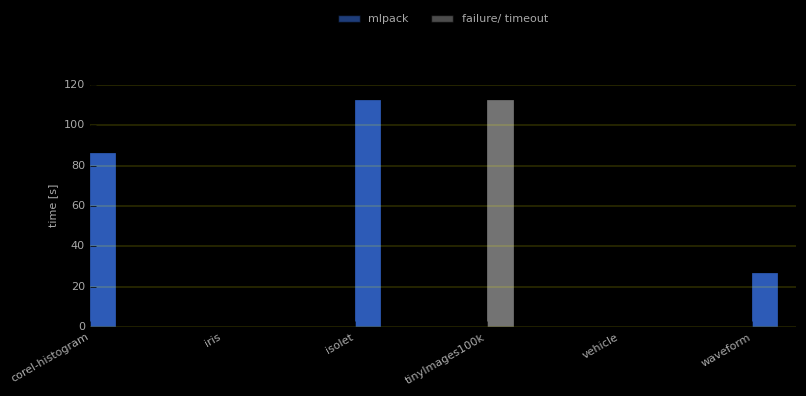 mlpack failure/ timeout
120
100
80
60
40
20
0
time [s]
corel-histogram iris isolet tinyImages100k vehicle waveform